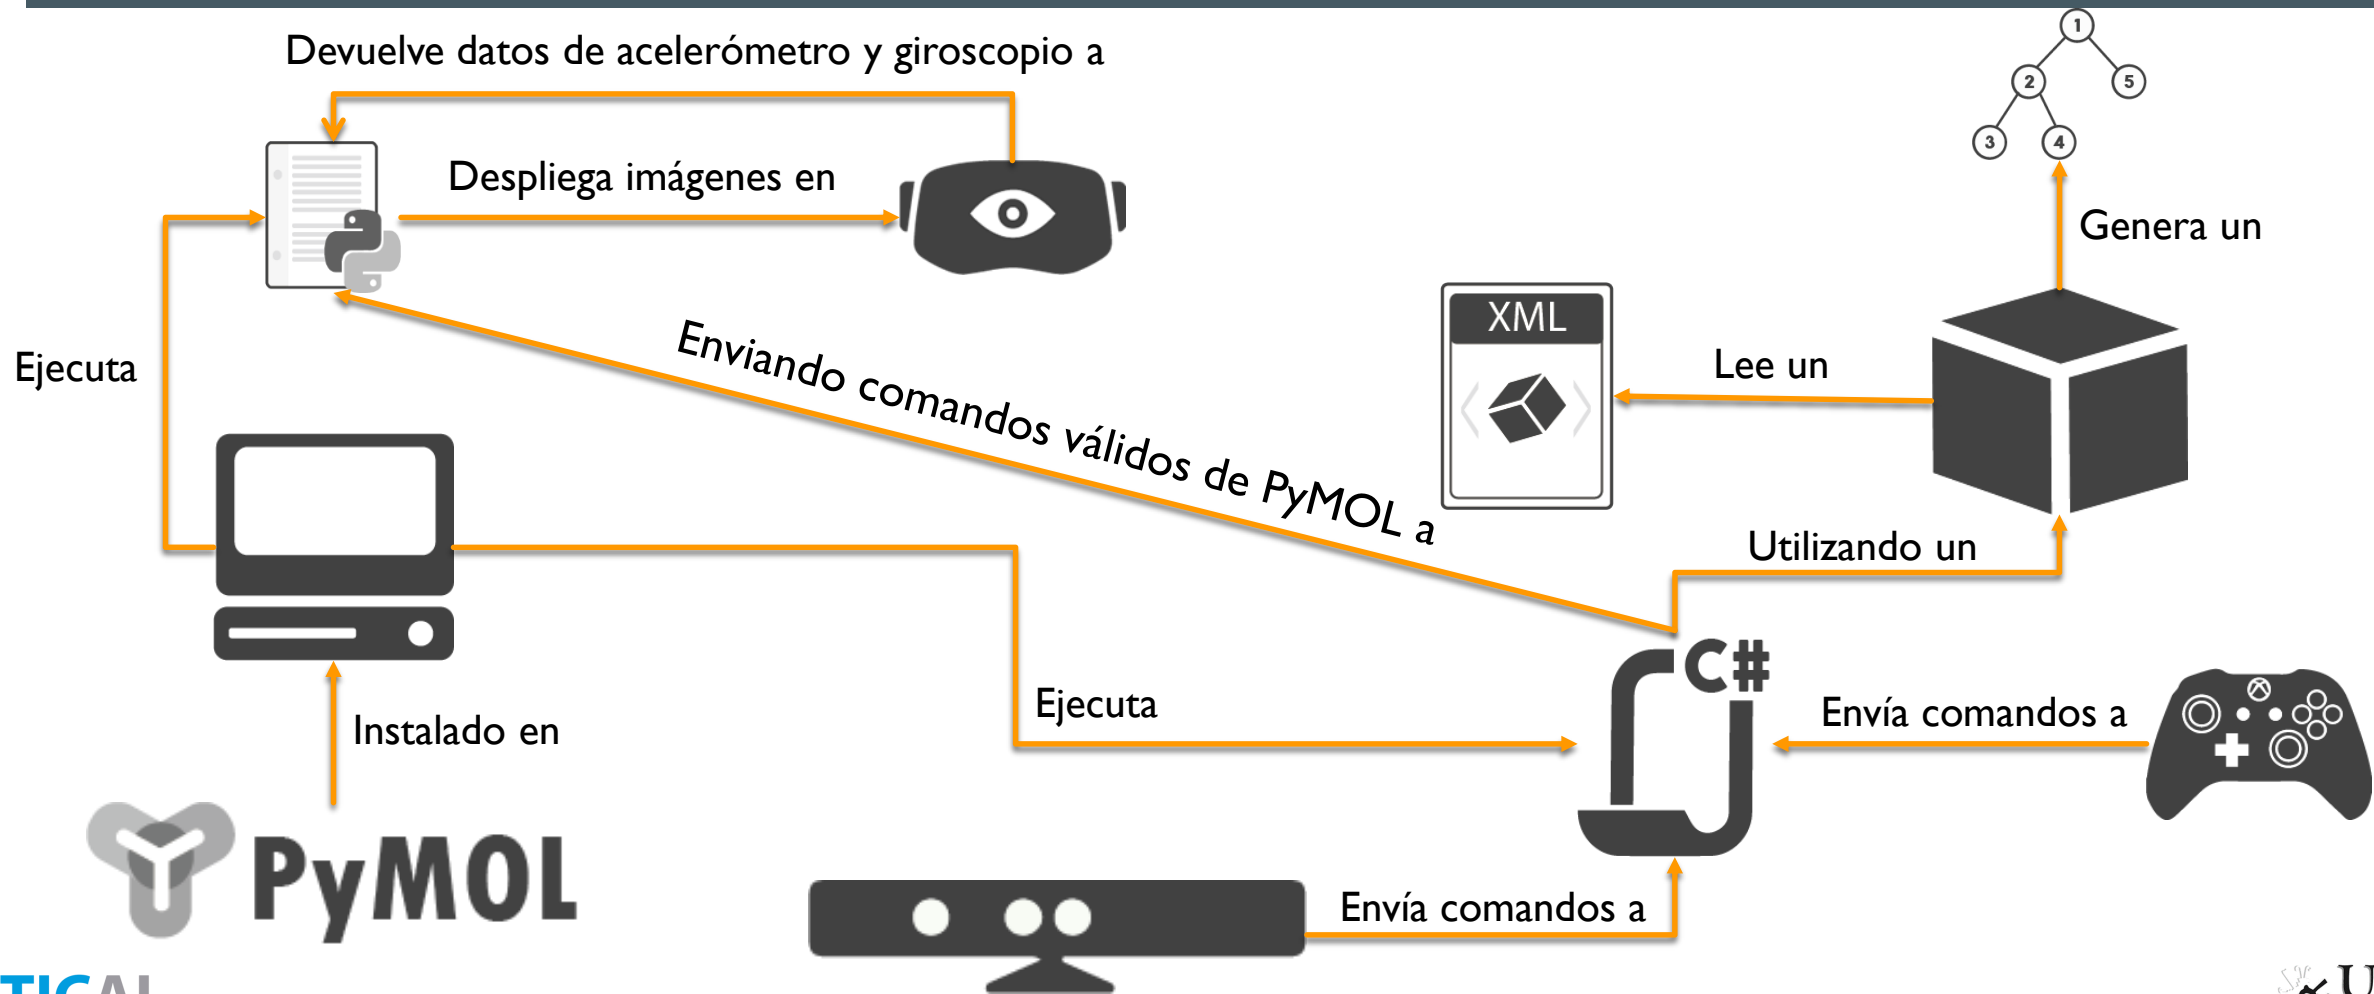 Devuelve datos de acelerómetro y giroscopio a
1
2
5
3
4
Despliega imágenes en
Genera un
XML
Ejecuta
Enviando comandos válidos de PyMOL a
Lee un
Utilizando un
C#
Ejecuta
Envía comandos a
Instalado en
PyMOL
Envía comandos a